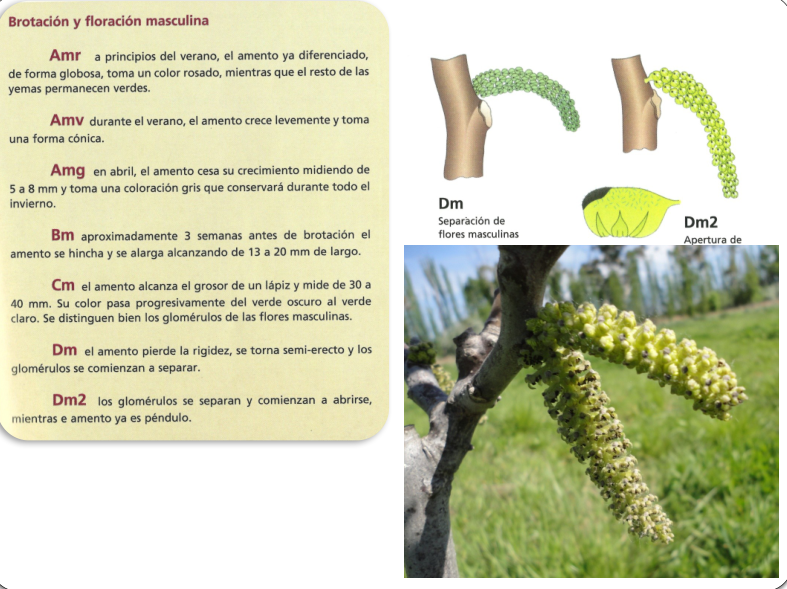 Brotación y floración masculina
Amr a principios del verano, el amento ya diferenciado,
de forma globosa, toma un color rosado, mientras que el resto de las
yemas permanecen verdes.
Amv durante el verano, el amento crece levemente y toma
una forma cónica.
Amg en abril, el amento cesa su crecimiento midiendo de
5 a 8 mm y toma una coloración gris que conservará durante todo el
invierno.
Bm aproximadamente 3 semanas antes de brotación el
amento se hincha y se alarga alcanzando de 13 a 20 mm de largo.
Cm el amento alcanza el grosor de un lápiz y mide de 30 a
40 mm. Su color pasa progresivamente del verde oscuro al verde
claro. Se distinguen bien los glomérulos de las flores masculinas.
Dm el amento pierde la rigidez, se torna semi-erecto y los
glomérulos se comienzan a separar.
Dm2 los glomérulos se separan y comienzan a abrirse,
mientras e amento ya es péndulo.
Dm
Separación de
flores masculinas
Dm2
Apertura de